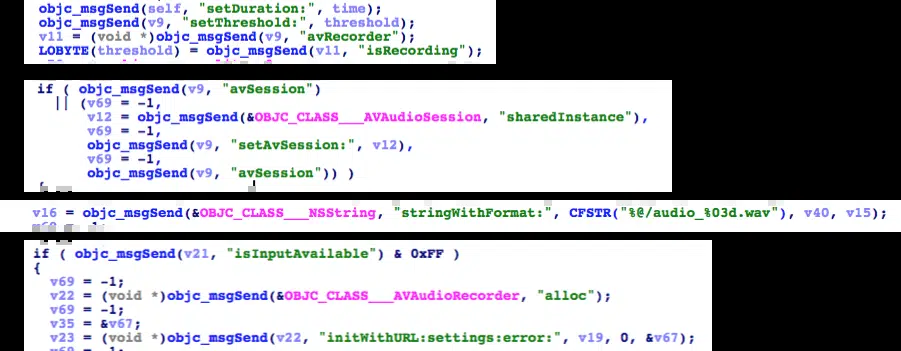 objc_msgSend(self, "setDuration:", time);
objc_msgSend(v9, "setThreshold:", threshold);
v11 = (void *)objc_msgSend(v9, "avRecorder");
LOBYTE(threshold) = objc_msgSend(v11, "isRecording");
if ( objc_msgSend(v9, "avSession")
|| (v69 = -1,
v12 = objc_msgSend(&OBJC_CLASS___AVAudioSession, "sharedInstance"),
v69 = -1,
objc_msgSend(v9, "setAvSession:", v12),
v69 = -1,
objc_msgSend(v9, "avSession")) )
v16 = objc_msgSend(&OBJC_CLASS___NSString, "stringWithFormat:", CFSTR("%@/audio_%03d.wav"), v40, v15);
if ( objc_msgSend(v21, "isInputAvailable") & 0xFF )
{
v69 = -1;
v22 = (void *)objc_msgSend(&OBJC_CLASS___AVAudioRecorder, "alloc");
v69 = -1;
v35 = &v67;
v23 = (void *)objc_msgSend(v22, "initWithURL:settings:error:", v19, 0, &v67);
v69 = -1;